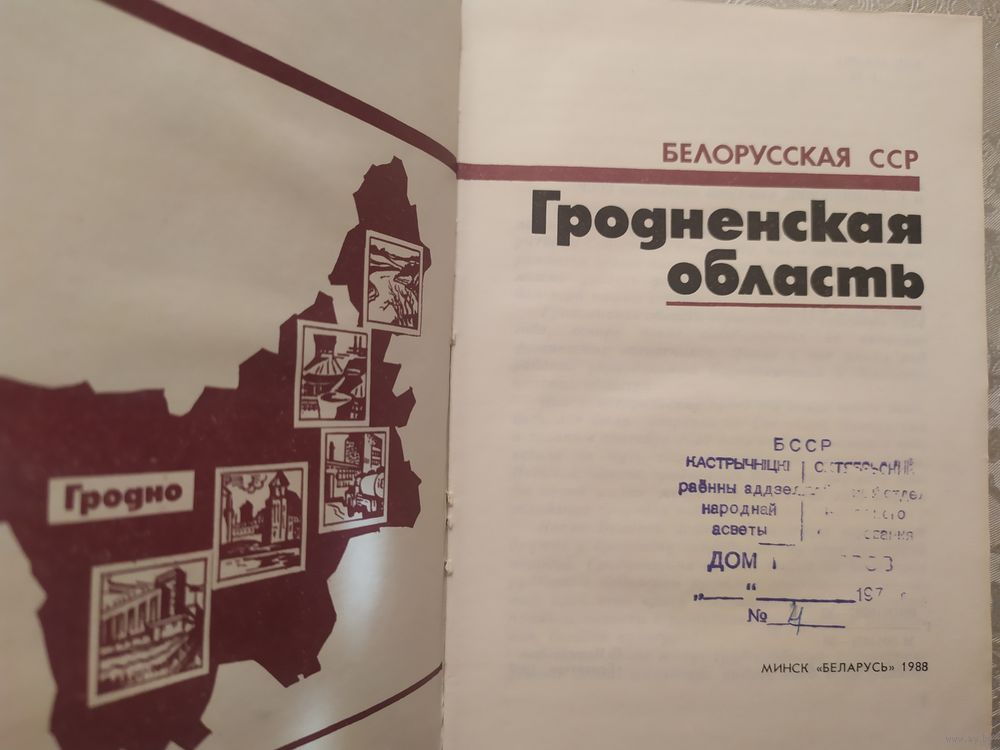 Гродно
БЕЛОРУССКАЯ ССР
Гродненская
область
БССР
КАСТРЫЧНІЦКІ
раённы аддзел
народнай
асветы
ДОМ
„ “ 197
№ 4
МИНСК «БЕЛАРУСЬ» 1988